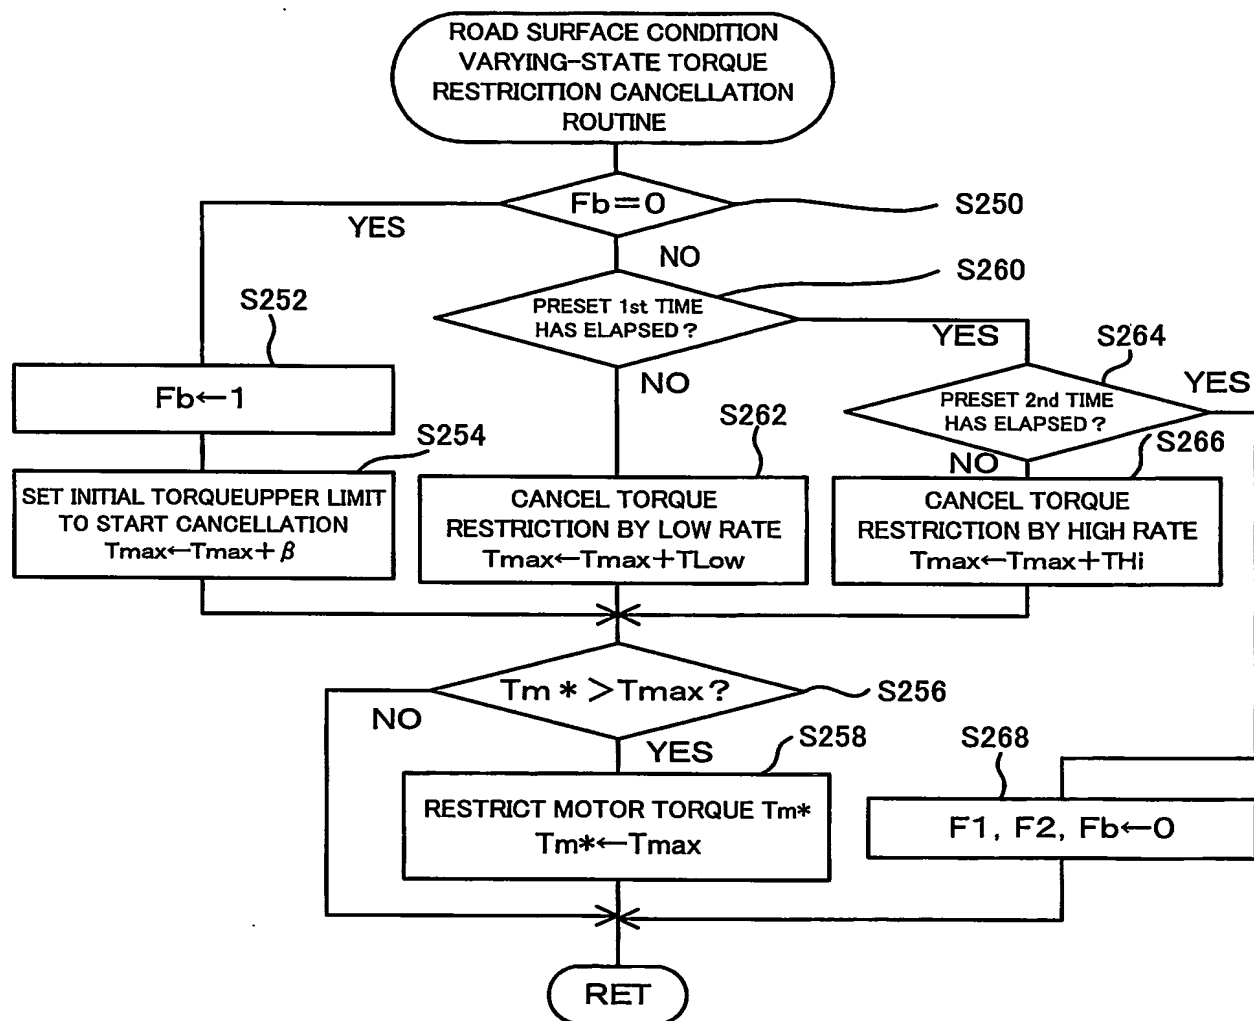 ROAD SURFACE CONDITION
VARYING-STATE TORQUE
RESTRICITION CANCELLATION
ROUTINE
Fb=0
S250
YES
NO
S260
PRESET 1st TIME
HAS ELAPSED?
YES
NO
S252
Fb←1
S264
PRESET 2nd TIME
HAS ELAPSED?
YES
NO
S254
SET INITIAL TORQUEUPPER LIMIT
TO START CANCELLATION
Tmax←Tmax+β
S262
CANCEL TORQUE
RESTRICTION BY LOW RATE
Tmax←Tmax+TLow
S266
CANCEL TORQUE
RESTRICTION BY HIGH RATE
Tmax←Tmax+THi
Tm*>Tmax?
S256
NO
YES
S258
RESTRICT MOTOR TORQUE Tm*
Tm*←Tmax
S268
F1, F2, Fb←0
RET